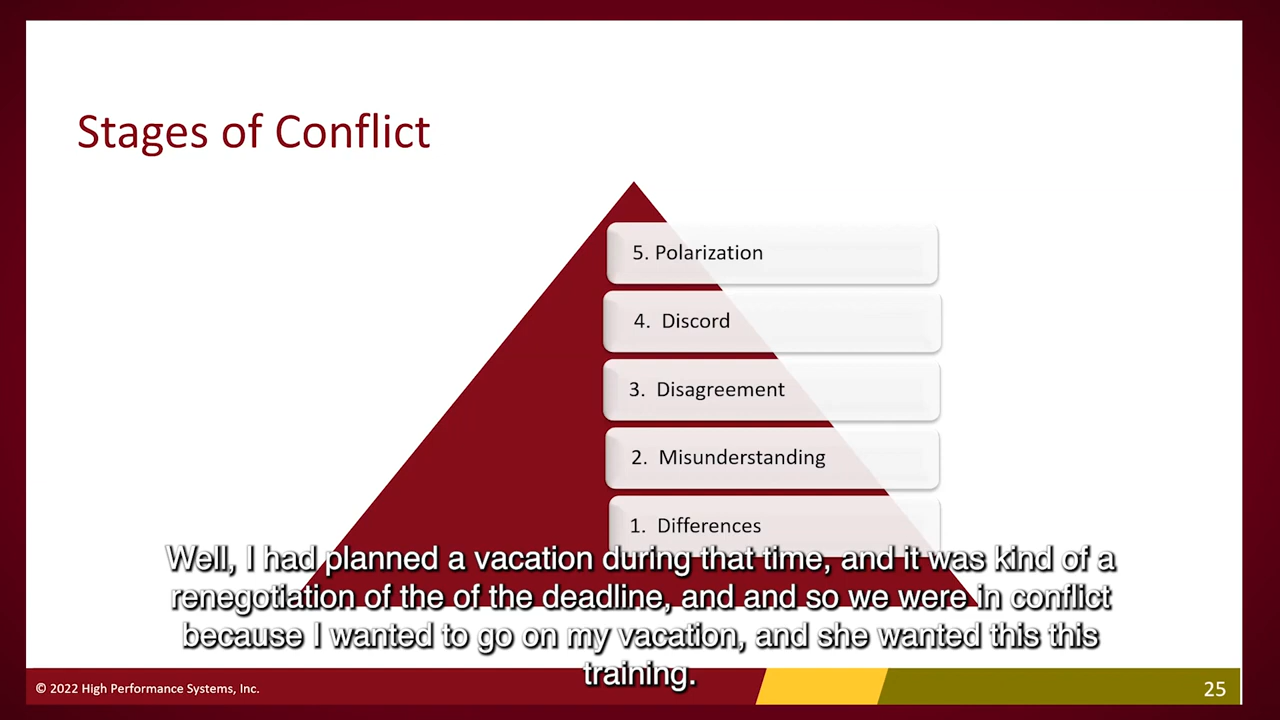 Stages of Conflict
5. Polarization
4. Discord
3. Disagreement
2. Misunderstanding
1. Differences
Well, I had planned a vacation during that time, and it was kind of a
renegotiation of the of the deadline, and and so we were in conflict
because I wanted to go on my vacation, and she wanted this this
training.
© 2022 High Performance Systems, Inc.
25